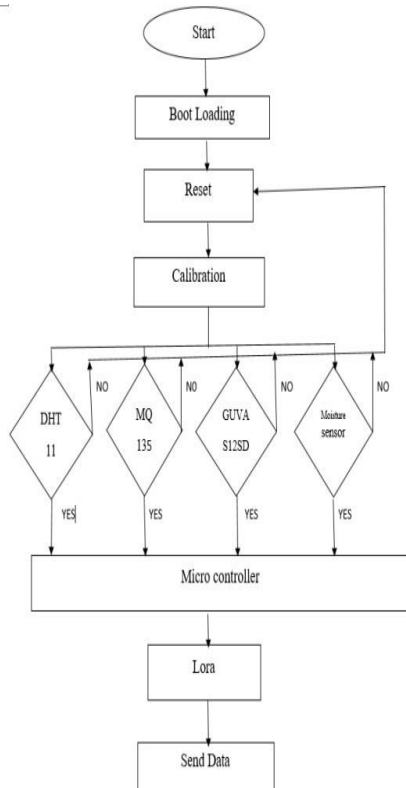 Start
Boot Loading
Reset
Calibration
DHT
11
NO
MQ
135
NO
GUVA
S12SD
NO
Moisture
sensor
NO
YES
YES
YES
YES
Micro controller
Lora
Send Data